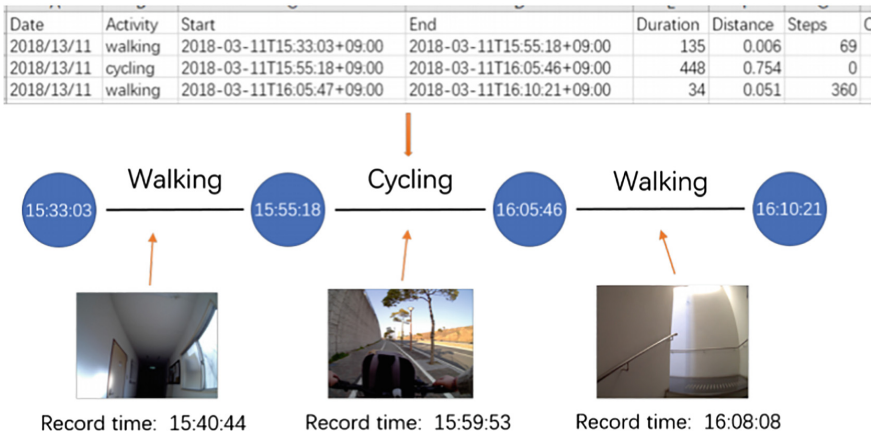 Date Activity Start End Duration Distance Steps C
2018/13/11 walking 2018-03-11T15:33:03+09:00 2018-03-11T15:55:18+09:00 135 0.006 69
2018/13/11 cycling 2018-03-11T15:55:18+09:00 2018-03-11T16:05:46+09:00 448 0.754 0
2018/13/11 walking 2018-03-11T16:05:47+09:00 2018-03-11T16:10:21+09:00 34 0.051 360
Walking Cycling Walking
15:33:03 15:55:18 16:05:46 16:10:21
Record time: 15:40:44 Record time: 15:59:53 Record time: 16:08:08